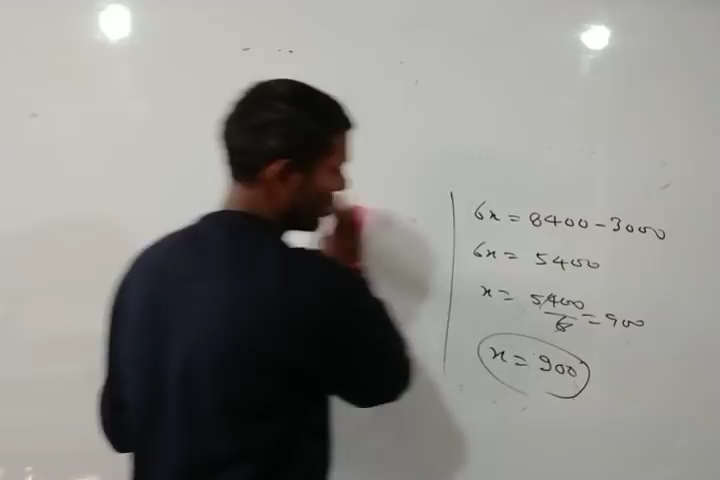 6x = 8400 - 3000
6x = 5400
x = 5400/6 = 900
x = 900